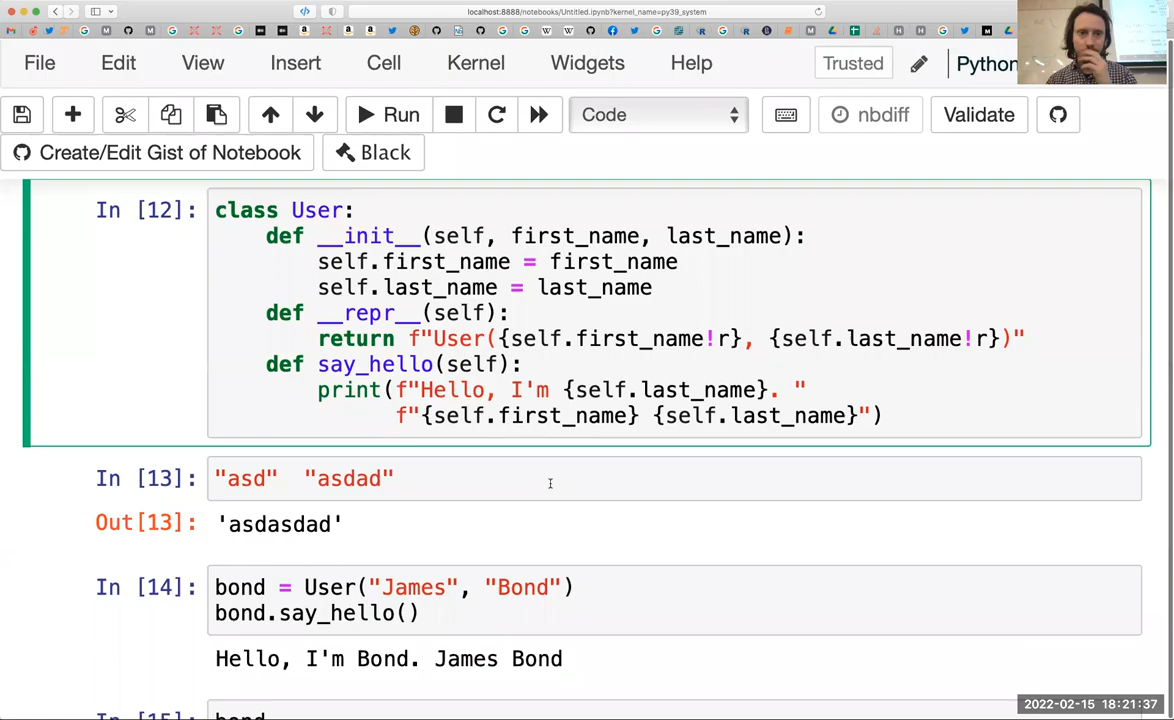 localhost:8888/notebooks/Untitled.ipynb?kernel_name=py39_system
File Edit View Insert Cell Kernel Widgets Help Trusted Python
Run Code nbdiff Validate
Create/Edit Gist of Notebook Black
In [12]: class User:
def __init__(self, first_name, last_name):
self.first_name = first_name
self.last_name = last_name
def __repr__(self):
return f"User({self.first_name!r}, {self.last_name!r})"
def say_hello(self):
print(f"Hello, I'm {self.last_name}. "
f"{self.first_name} {self.last_name}")
In [13]: "asd"  "asdad"
Out[13]: 'asdasdad'
In [14]: bond = User("James", "Bond")
bond.say_hello()
Hello, I'm Bond. James Bond
In [15]: bond
2022-02-15 18:21:37